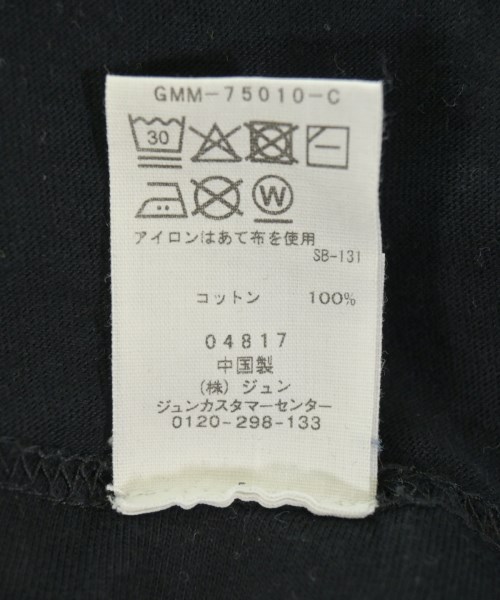 GMM-75010-C
30
W
アイロンはあて布を使用
SB-131
コットン 100%
04817
中国製
(株)ジュン
ジュンカスタマーセンター
0120-298-133